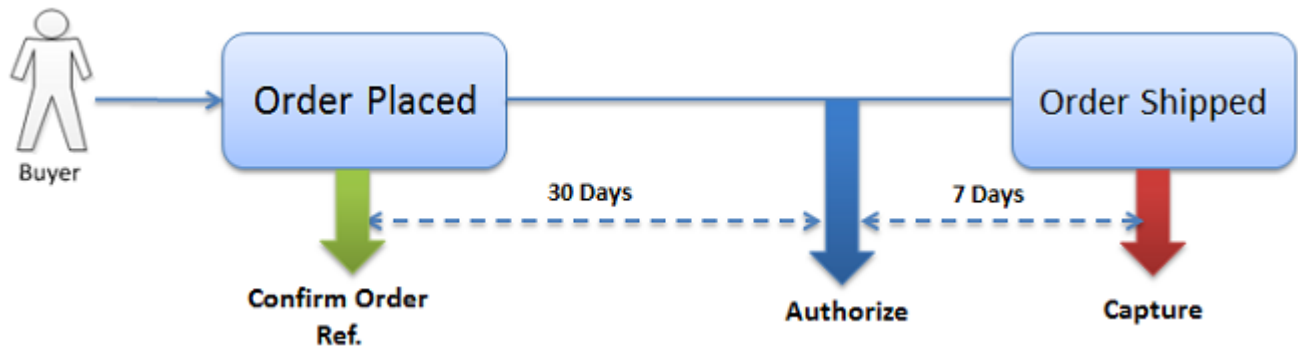 Order Placed
Order Shipped
Buyer
30 Days
7 Days
Confirm Order
Ref.
Authorize
Capture